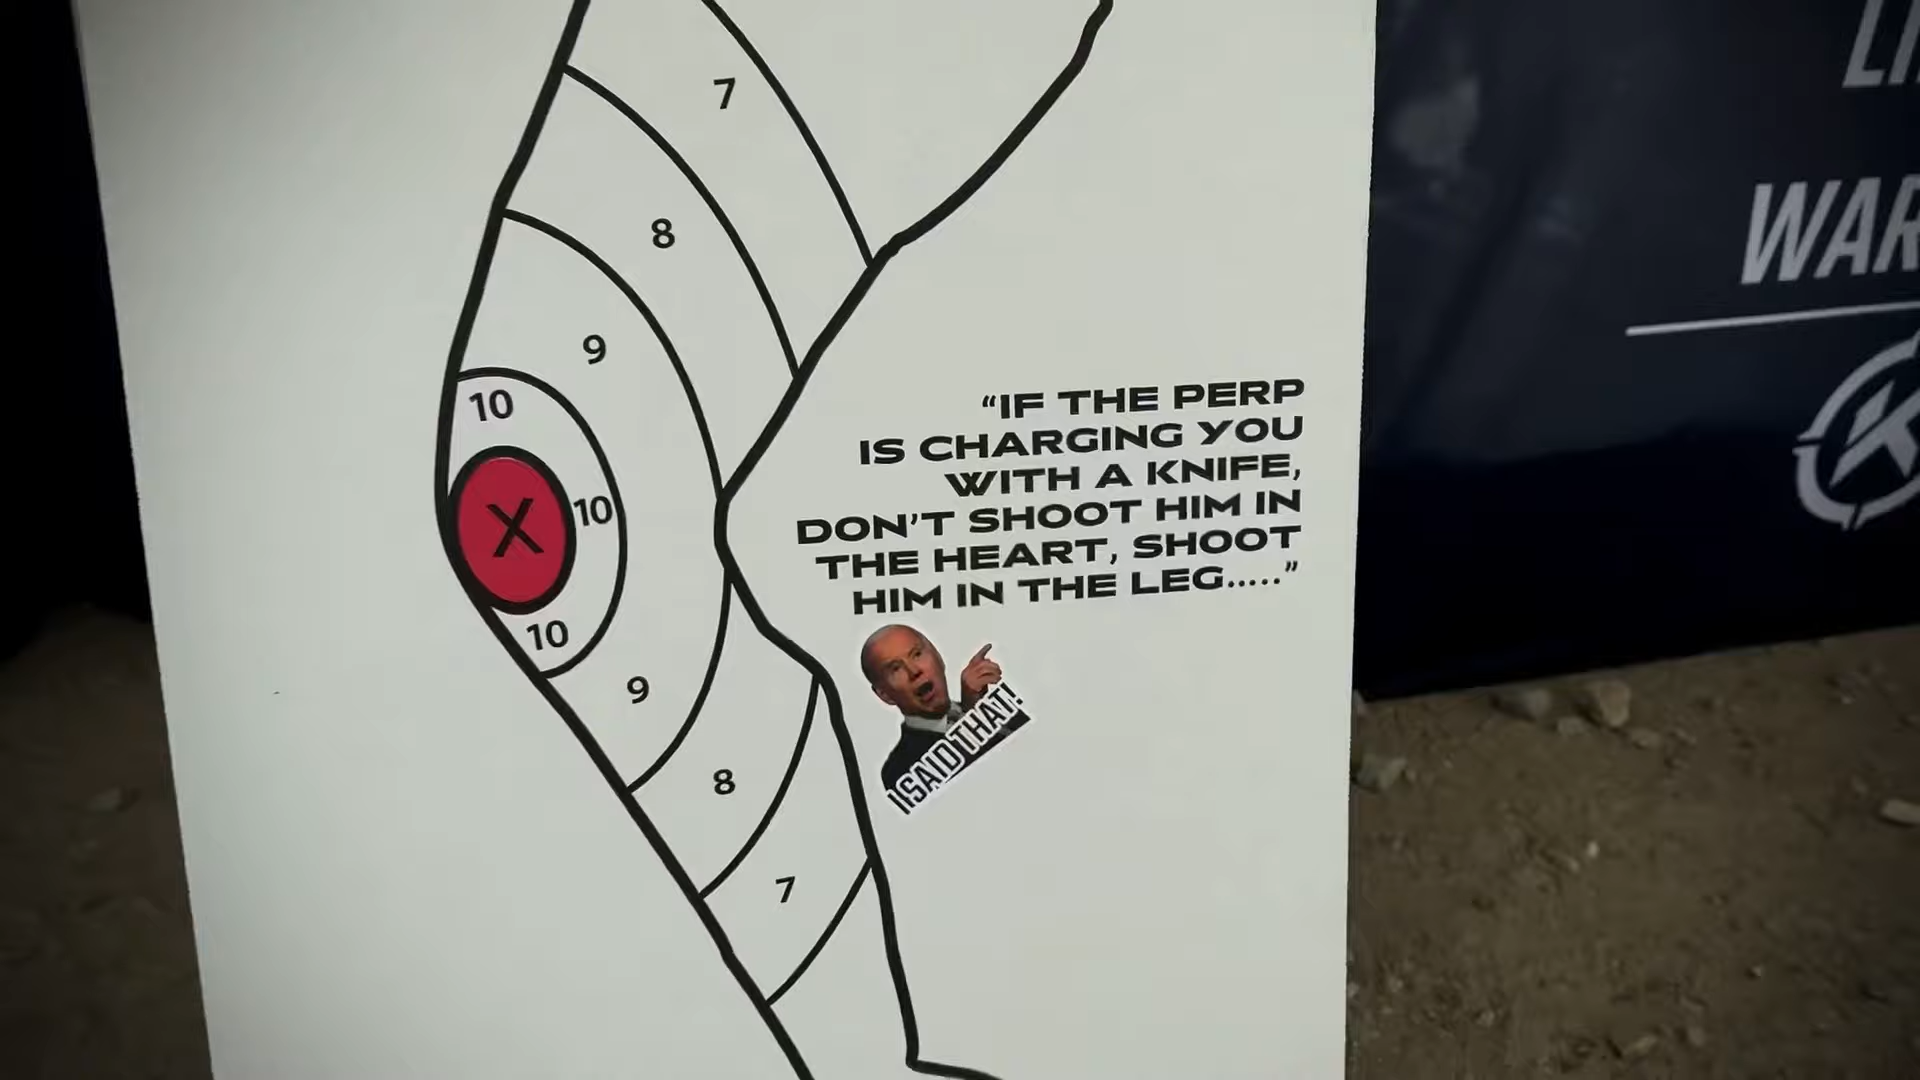 7
8
9
10
X
10
10
9
8
7
“IF THE PERP
IS CHARGING YOU
WITH A KNIFE,
DON’T SHOOT HIM IN
THE HEART, SHOOT
HIM IN THE LEG.....”
I SAID THAT!